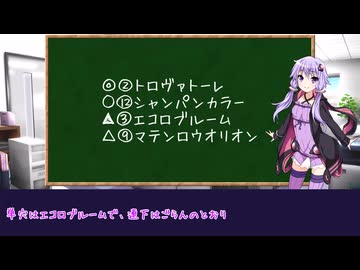 ◎②トロヴァトーレ
○⑫シャンパンカラー
▲③エコロブルーム
△⑨マテンロウオリオン
単穴はエコロブルームで、連下はごらんのとおり